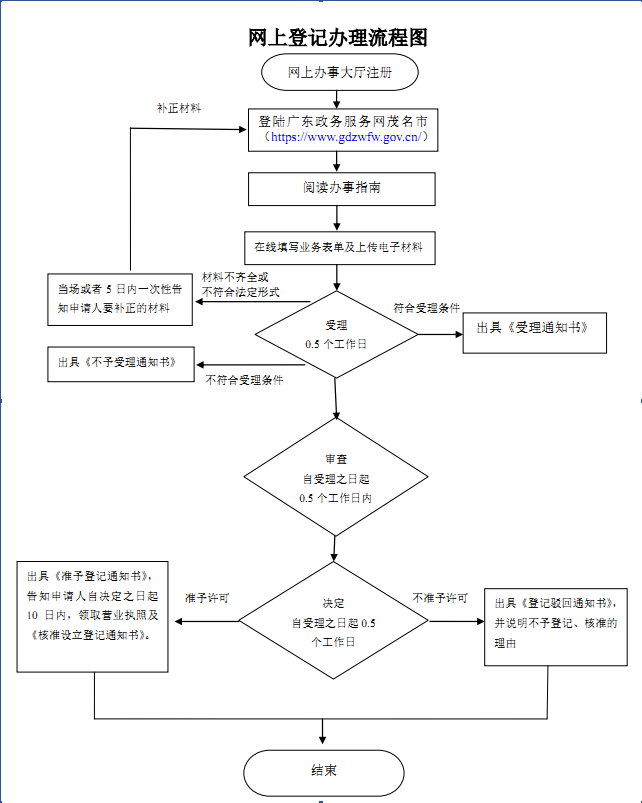 网上登记办理流程图
网上办事大厅注册
补正材料
登陆广东政务服务网茂名市
（https://www.gdzwfw.gov.cn/）
阅读办事指南
在线填写业务表单及上传电子材料
材料不齐全或
不符合法定形式
当场或者 5 日内一次性告
知申请人要补正的材料
受理
0.5 个工作日
符合受理条件
出具《受理通知书》
出具《不予受理通知书》
不符合受理条件
审查
自受理之日起
0.5 个工作日内
出具《准予登记通知书》，
告知申请人自决定之日起
10 日内，领取营业执照及
《核准设立登记通知书》。
准予许可
决定
自受理之日起 0.5
个工作日
不准予许可
出具《登记驳回通知书》，
并说明不予登记、核准的
理由
结束